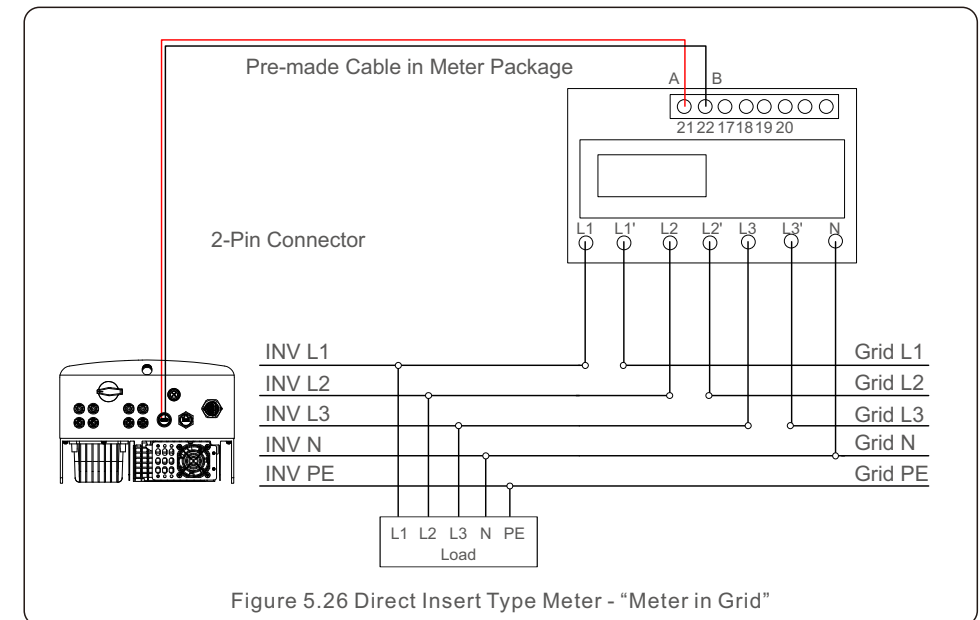 Pre-made Cable in Meter Package
A B
21 22 17 18 19 20
2-Pin Connector
L1 L1' L2 L2' L3 L3' N
INV L1 Grid L1
INV L2 Grid L2
INV L3 Grid L3
INV N Grid N
INV PE Grid PE
L1 L2 L3 N PE
Load
Figure 5.26 Direct Insert Type Meter - “Meter in Grid”